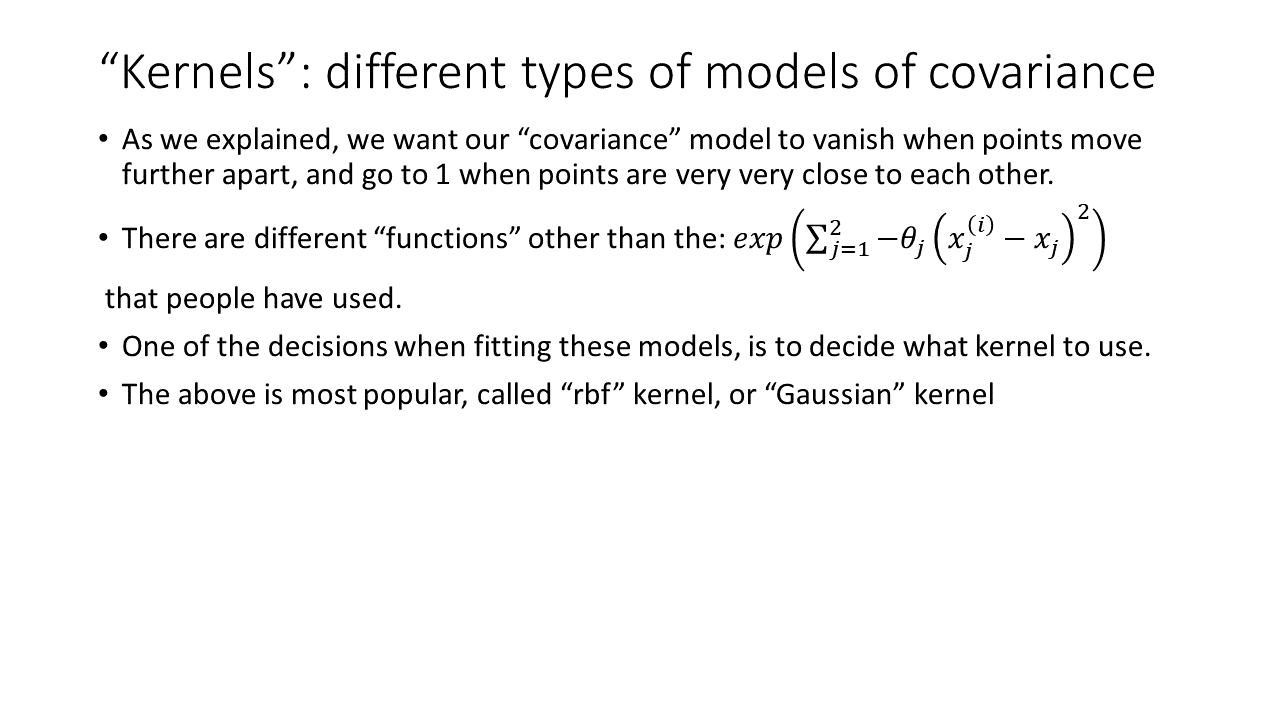 “Kernels”: different types of models of covariance
• As we explained, we want our “covariance” model to vanish when points move
further apart, and go to 1 when points are very very close to each other.
• There are different “functions” other than the: $exp\left(\sum_{j=1}^{2} -\theta_j \left(x_j^{(i)} - x_j\right)^2\right)$
that people have used.
• One of the decisions when fitting these models, is to decide what kernel to use.
• The above is most popular, called “rbf” kernel, or “Gaussian” kernel